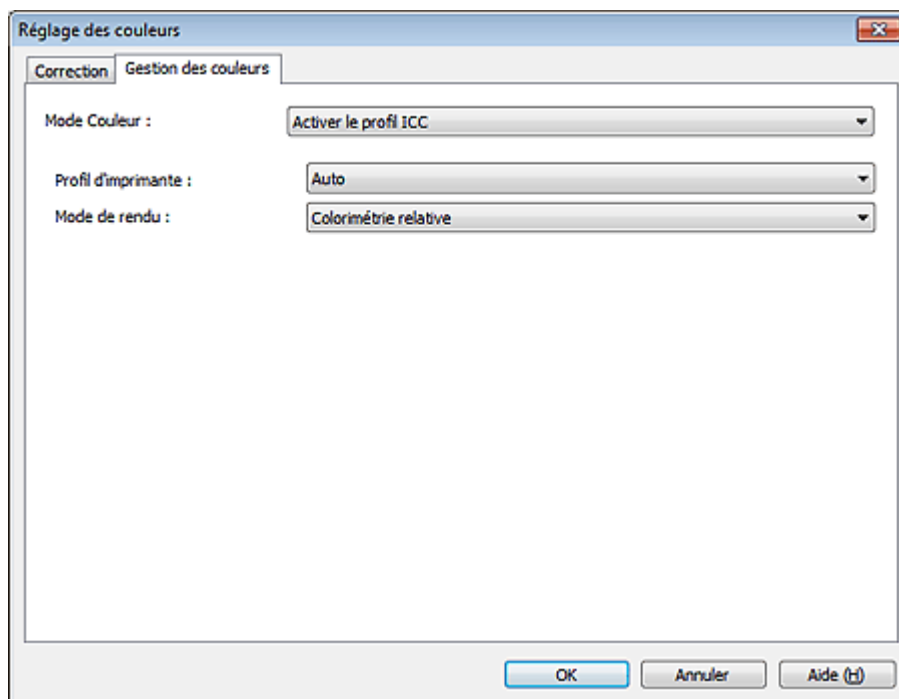 Réglage des couleurs
Correction
Gestion des couleurs
Mode Couleur : Activer le profil ICC
Profil d'imprimante : Auto
Mode de rendu : Colorimétrie relative
OK Annuler Aide (H)